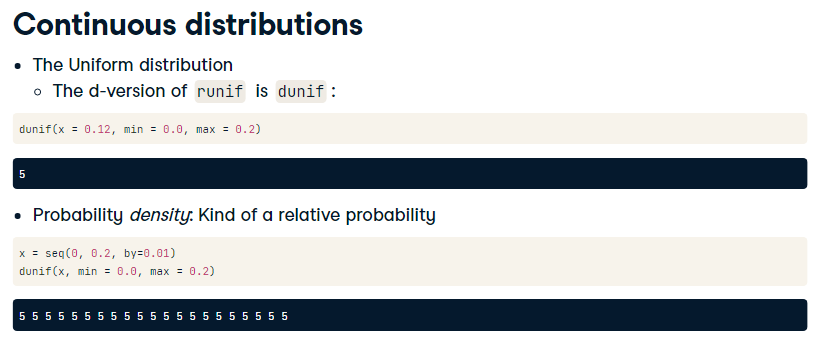 Continuous distributions
• The Uniform distribution
○ The d-version of runif is dunif :
dunif(x = 0.12, min = 0.0, max = 0.2)
5
• Probability density: Kind of a relative probability
x = seq(0, 0.2, by=0.01)
dunif(x, min = 0.0, max = 0.2)
5 5 5 5 5 5 5 5 5 5 5 5 5 5 5 5 5 5 5 5 5